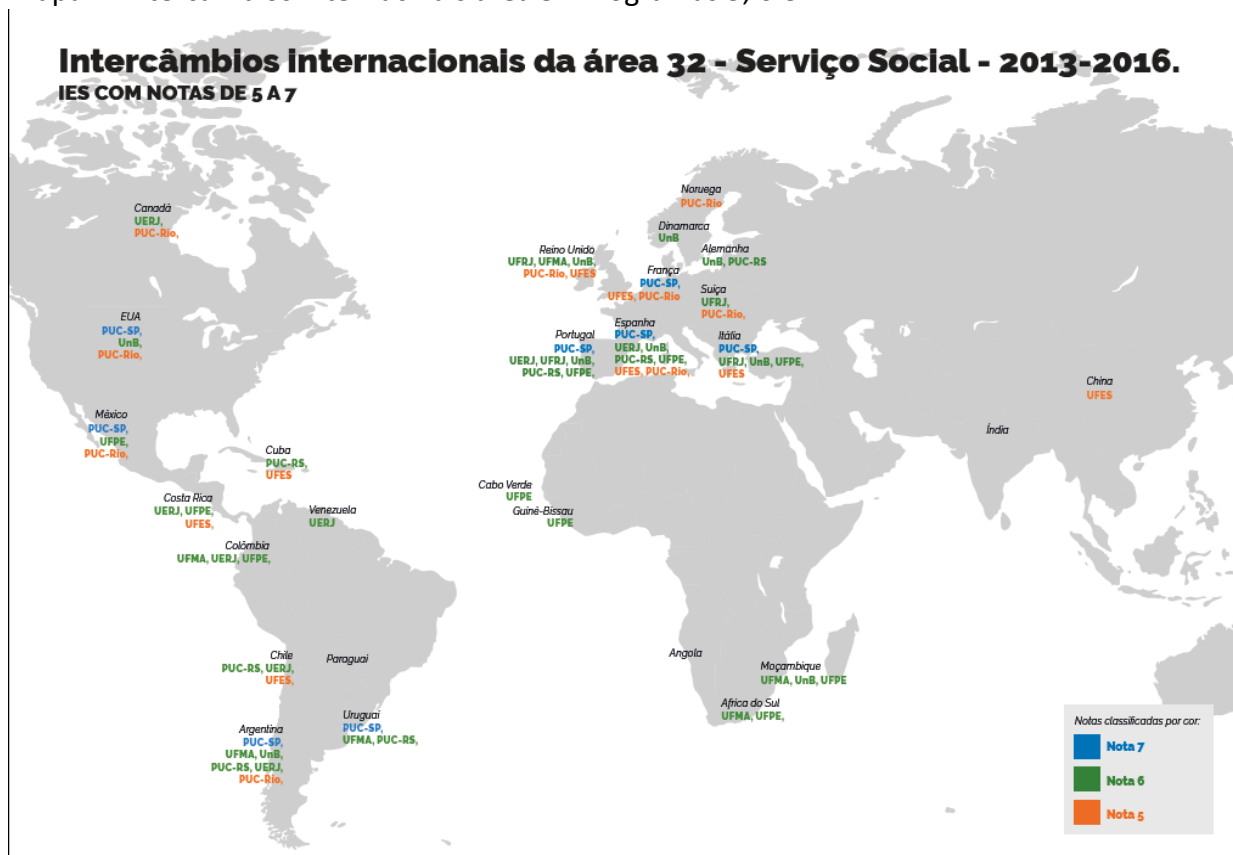 Intercâmbios internacionais da área 32 - Serviço Social - 2013-2016.
IES COM NOTAS DE 5 A 7
Noruega
PUC-Rio
Canadá
UERJ,
PUC-Rio,
Dinamarca
UnB
Reino Unido
UFRJ, UFMA, UnB,
PUC-Rio, UFES
Alemanha
UnB, PUC-RS
França
PUC-SP,
UFES, PUC-Rio
Suiça
UFRJ,
PUC-Rio,
EUA
PUC-SP,
UnB,
PUC-Rio,
Portugal
PUC-SP,
UERJ, UFRJ, UnB,
PUC-RS, UFPE,
Espanha
PUC-SP,
UERJ, UnB,
PUC-RS, UFPE,
UFES, PUC-Rio,
Itália
PUC-SP,
UFRJ, UnB, UFPE,
UFES
China
UFES
México
PUC-SP,
UFPE,
PUC-Rio,
Índia
Cuba
PUC-RS,
UFES
Cabo Verde
UFPE
Costa Rica
UERJ, UFPE,
UFES,
Venezuela
UERJ
Guiné-Bissau
UFPE
Colômbia
UFMA, UERJ, UFPE,
Chile
PUC-RS, UERJ,
UFES,
Paraguai
Angola
Moçambique
UFMA, UnB, UFPE
Africa do Sul
UFMA, UFPE,
Uruguai
PUC-SP,
UFMA, PUC-RS,
Argentina
PUC-SP,
UFMA, UnB,
PUC-RS, UERJ,
PUC-Rio,
Notas classificadas por cor:
Nota 7
Nota 6
Nota 5